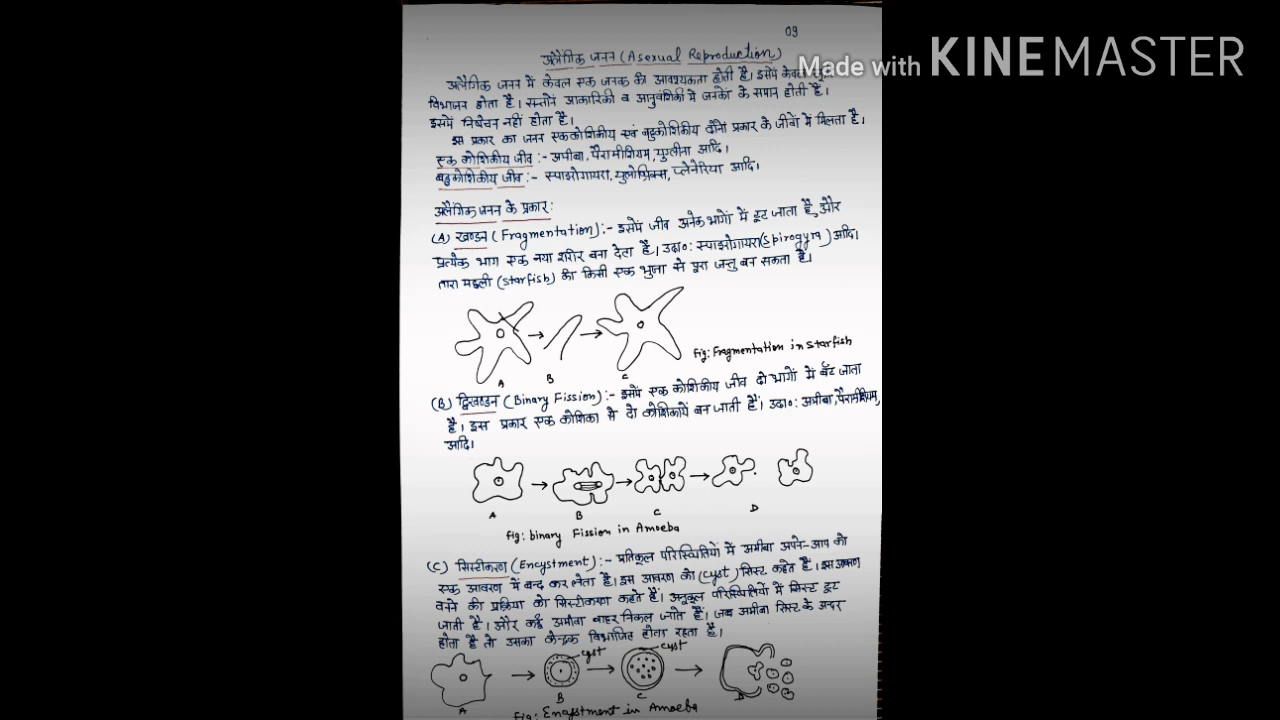 09
Made with KINEMASTER
अलैंगिक जनन (Asexual Reproduction)
अलैंगिक जनन में केवल एक जनक की आवश्यकता होती है। इसमें केवल
विभाजन होता है। सन्तानें आकारिकी व आनुवंशिकी में जनकों के समान होती हैं।
इसमें निषेचन नहीं होता है।
इस प्रकार का जनन एककोशिकीय एवं बहुकोशिकीय दोनों प्रकार के जीवों में मिलता है।
एक कोशिकीय जीव :- अमीबा, पैरामीशियम, युग्लीना आदि।
बहुकोशिकीय जीव :- स्पाइरोगायरा, युलोथ्रिक्स, प्लेनेरिया आदि।
अलैंगिक जनन के प्रकार:
(A) खण्डन (Fragmentation) :- इसमें जीव अनेक भागों में टूट जाता है, और
प्रत्येक भाग एक नया शरीर बना देता है। उदा०: स्पाइरोगायरा (Spirogyra) आदि।
तारा मछली (starfish) की किसी एक भुजा से पूरा जन्तु बन सकता है।
A B C
Fig: Fragmentation in Starfish
(B) द्विखण्डन (Binary Fission) :- इसमें एक कोशिकीय जीव दो भागों में बँट जाता
है। इस प्रकार एक कोशिका से दो कोशिकायें बन जाती हैं। उदा०: अमीबा, पैरामीशियम,
आदि।
A B C D
Fig: binary Fission in Amoeba
(C) सिस्टीकरण (Encystment) :- प्रतिकूल परिस्थितियों में अमीबा अपने-आप को
एक आवरण में बन्द कर लेता है। इस आवरण को (cyst) सिस्ट कहते हैं। इस आवरण
बनने की प्रक्रिया को सिस्टीकरण कहते हैं। अनुकूल परिस्थितियों में सिस्ट टूट
जाती है। और कई अमीबा बाहर निकल जाते हैं। जब अमीबा सिस्ट के अन्दर
होता है तो उसका केन्द्रक विभाजित होता रहता है।
cyst cyst
A B C D
Fig: Encystment in Amoeba